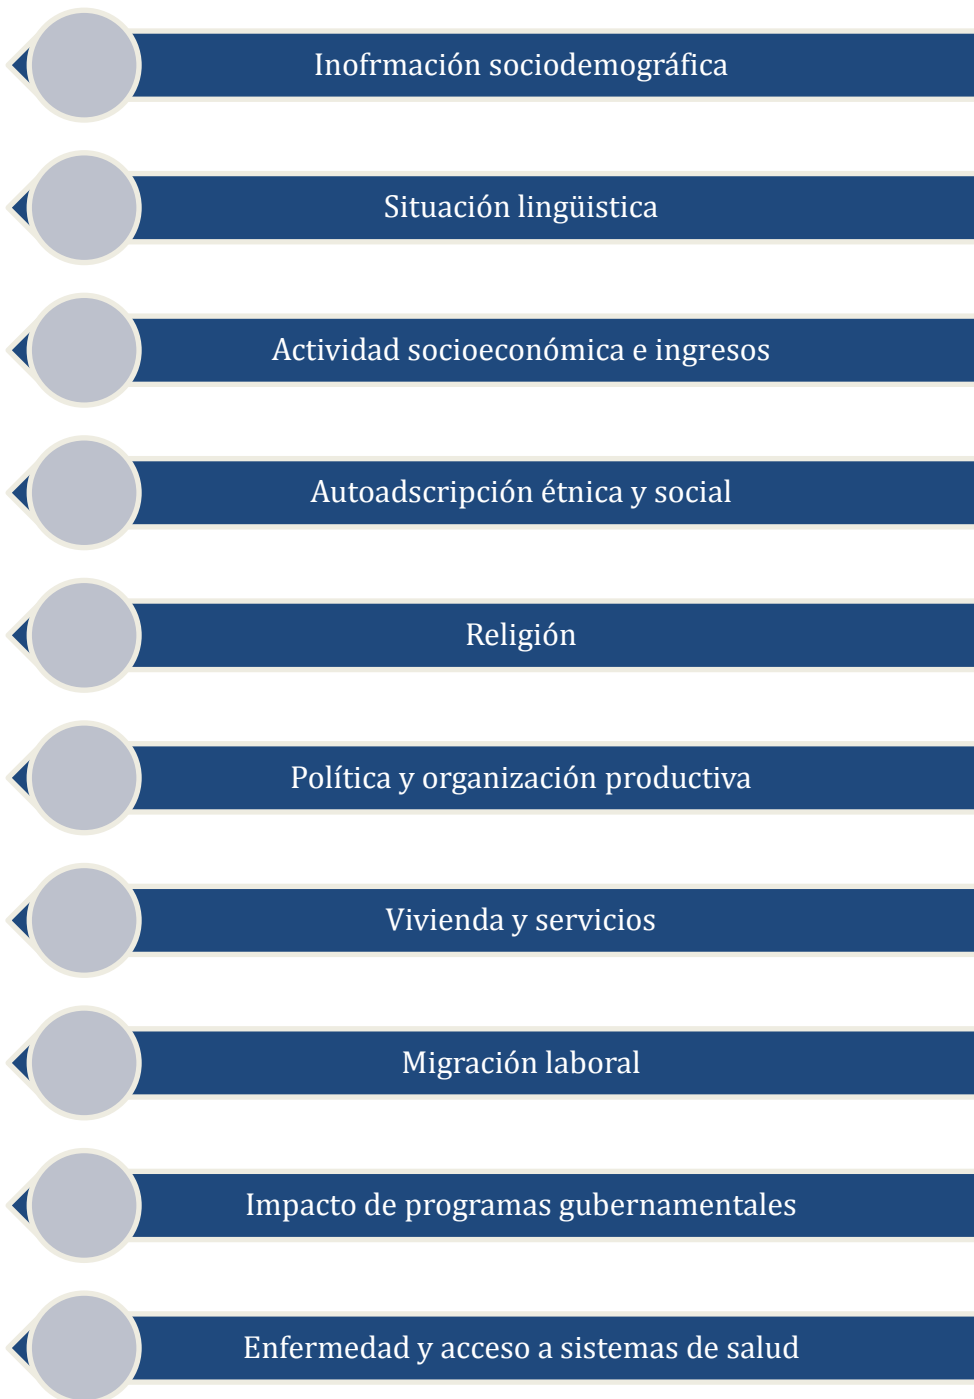 Inofrmación sociodemográfica
Situación lingüistica
Actividad socioeconómica e ingresos
Autoadscripción étnica y social
Religión
Política y organización productiva
Vivienda y servicios
Migración laboral
Impacto de programas gubernamentales
Enfermedad y acceso a sistemas de salud